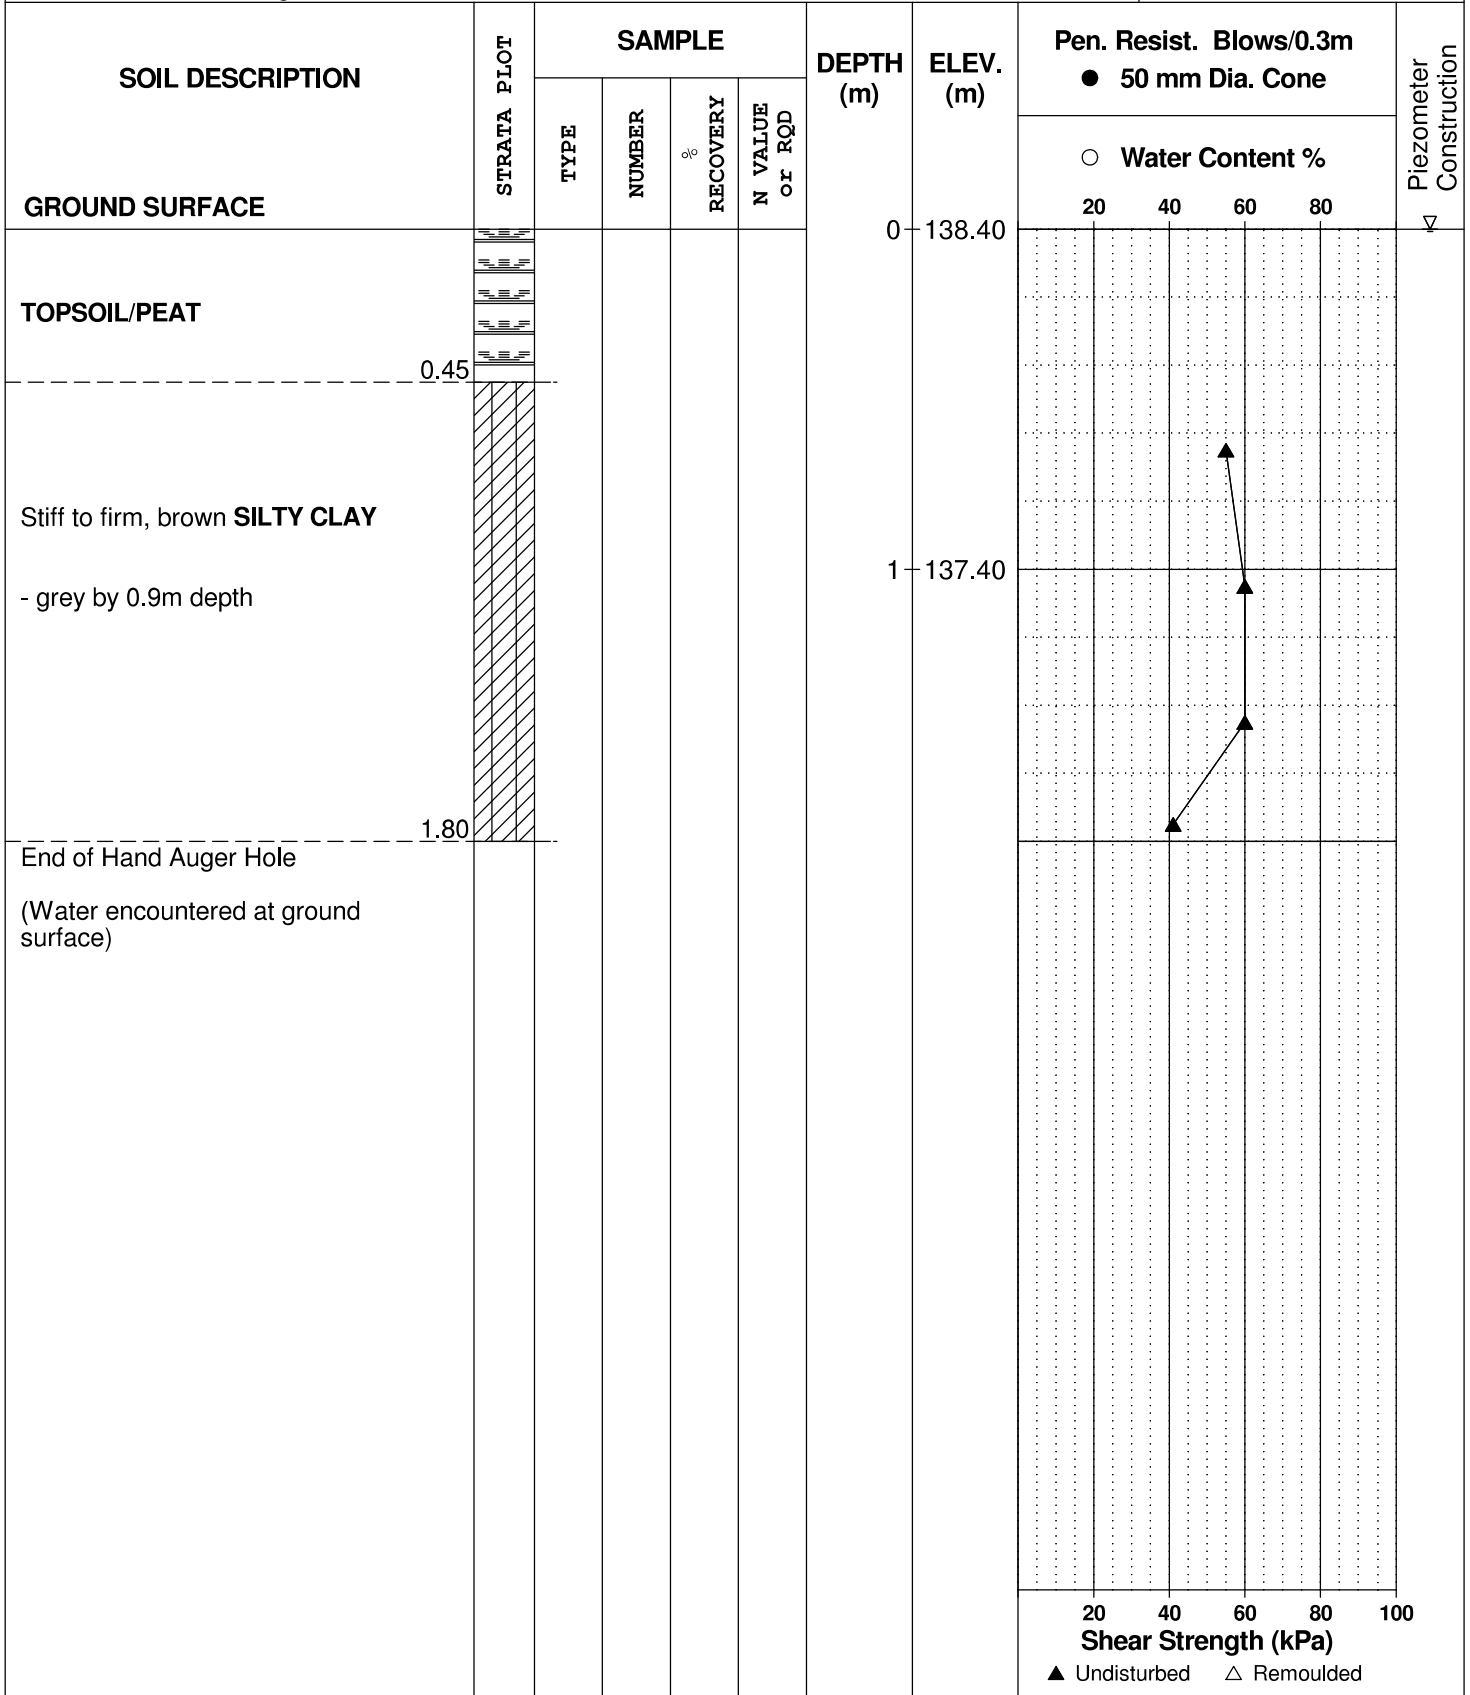 SOIL DESCRIPTION
GROUND SURFACE
STRATA PLOT
SAMPLE
TYPE
NUMBER
%
RECOVERY
N VALUE
or RQD
DEPTH
(m)
ELEV.
(m)
Pen. Resist. Blows/0.3m
● 50 mm Dia. Cone
○ Water Content %
20 40 60 80
Piezometer
Construction
0 138.40
TOPSOIL/PEAT
0.45
Stiff to firm, brown SILTY CLAY
1 137.40
- grey by 0.9m depth
1.80
End of Hand Auger Hole
(Water encountered at ground
surface)
20 40 60 80 100
Shear Strength (kPa)
▲ Undisturbed △ Remoulded